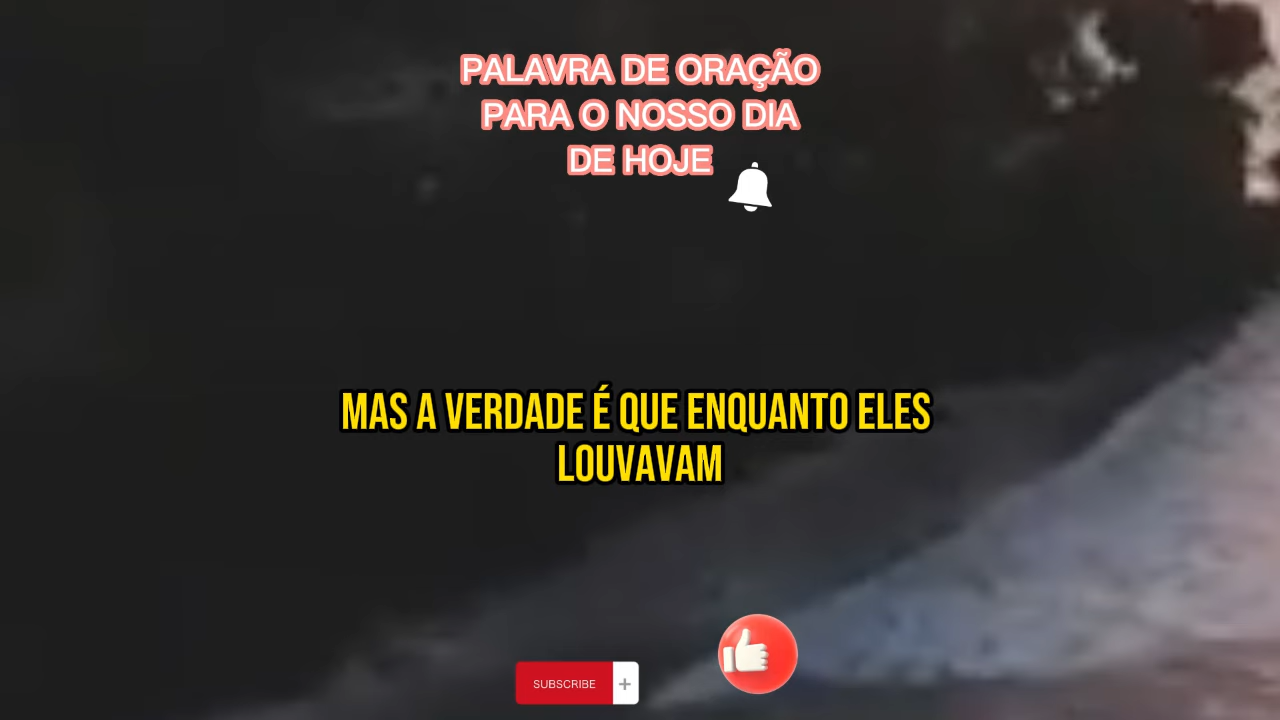 PALAVRA DE ORAÇÃO
PARA O NOSSO DIA
DE HOJE
MAS A VERDADE É QUE ENQUANTO ELES
LOUVAVAM
SUBSCRIBE +